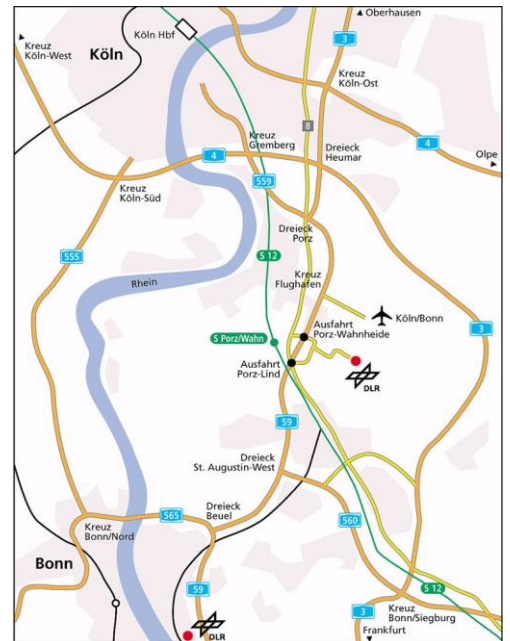 Oberhausen
Köln Hbf
3
Kreuz
Köln-West
Köln
Kreuz
Köln-Ost
8
Kreuz
Gremberg
Dreieck
Heumar
4
Olpe
4
559
Kreuz
Köln-Süd
Dreieck
Porz
555
S 12
Kreuz
Flughafen
Rhein
Köln/Bonn
3
Ausfahrt
Porz-Wahnheide
S Porz/Wahn
Ausfahrt
Porz-Lind
DLR
59
Dreieck
St. Augustin-West
Dreieck
Beuel
565
560
Kreuz
Bonn/Nord
Bonn
59
S 12
Kreuz
Bonn/Siegburg
3
DLR
Frankfurt